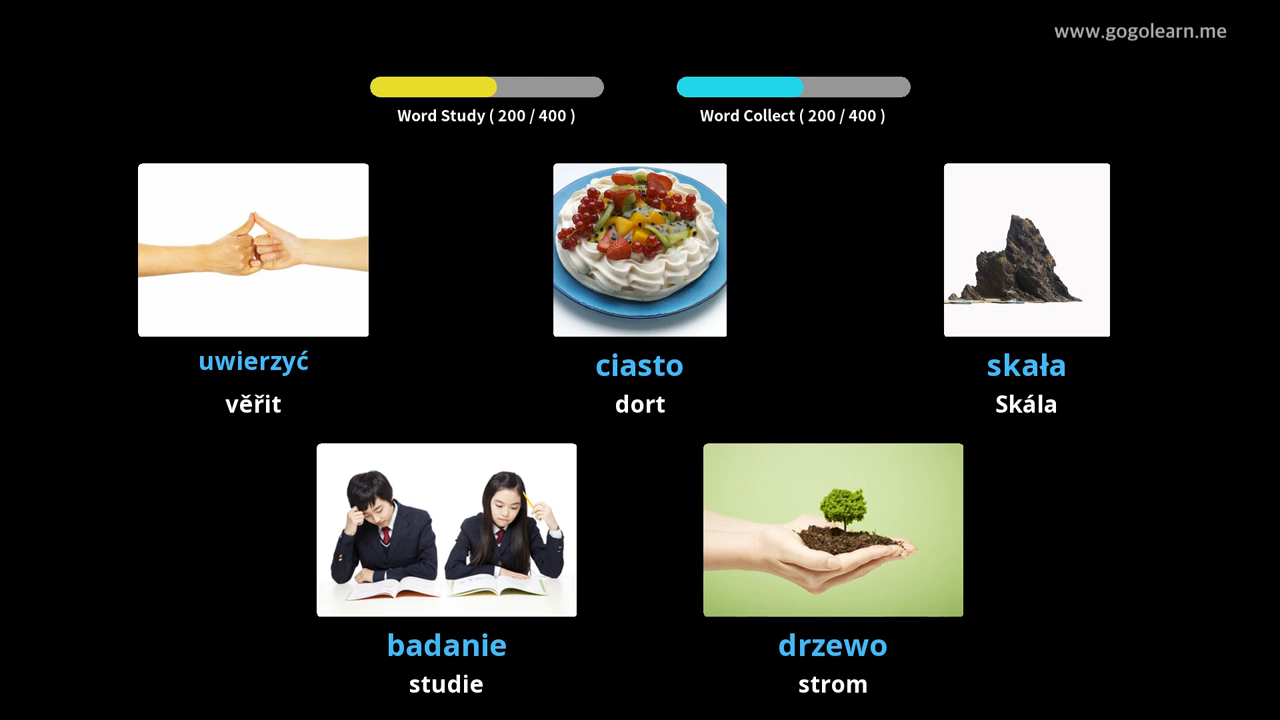 www.gogolearn.me
Word Study ( 200 / 400 )
Word Collect ( 200 / 400 )
uwierzyć
věřit
ciasto
dort
skała
Skála
badanie
studie
drzewo
strom